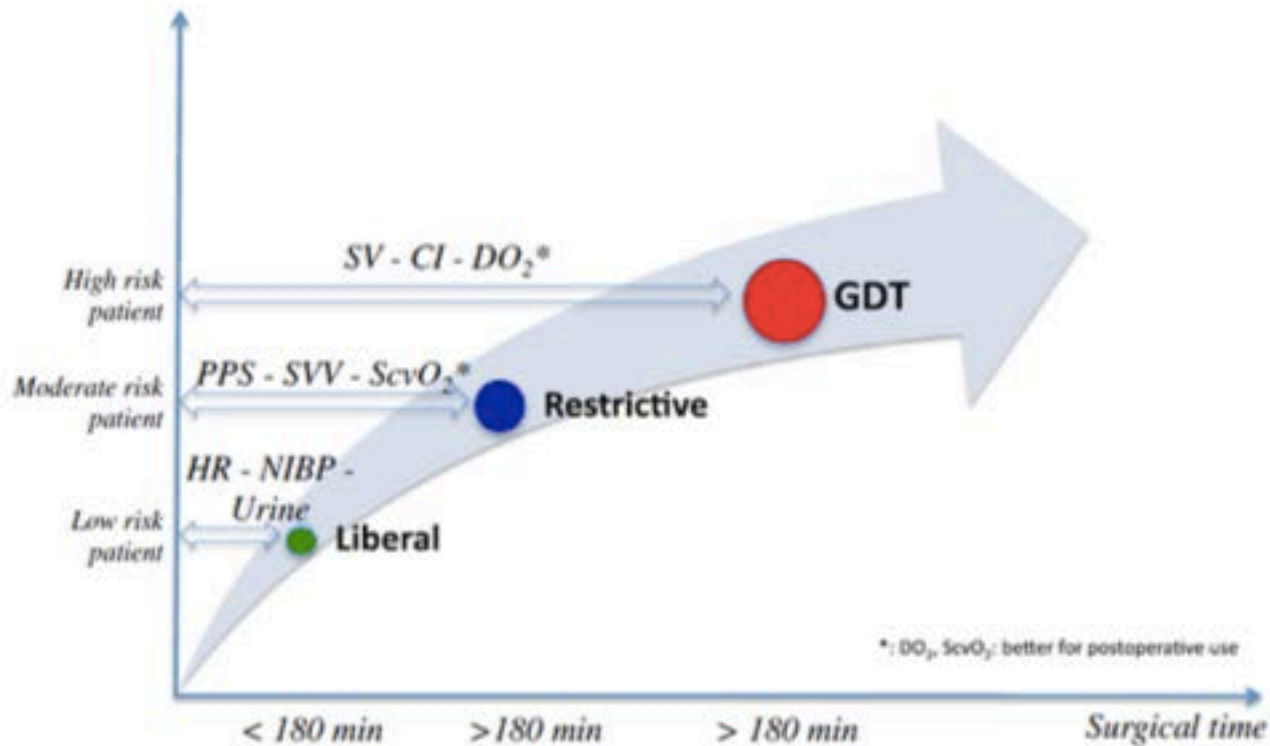 SV - CI - DO₂*
High risk
patient
GDT
PPS - SVV - ScvO₂*
Moderate risk
patient
Restrictive
HR - NIBP -
Urine
Low risk
patient
Liberal
*: DO₂, ScvO₂: better for postoperative use
< 180 min
>180 min
> 180 min
Surgical time